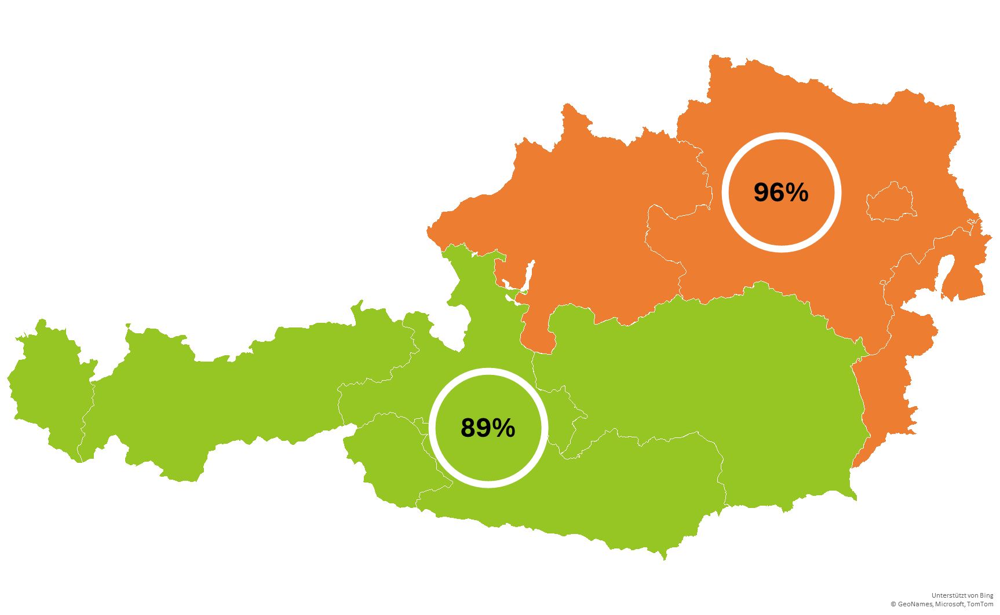 96%
89%
Unterstützt von Bing
© GeoNames, Microsoft, TomTom